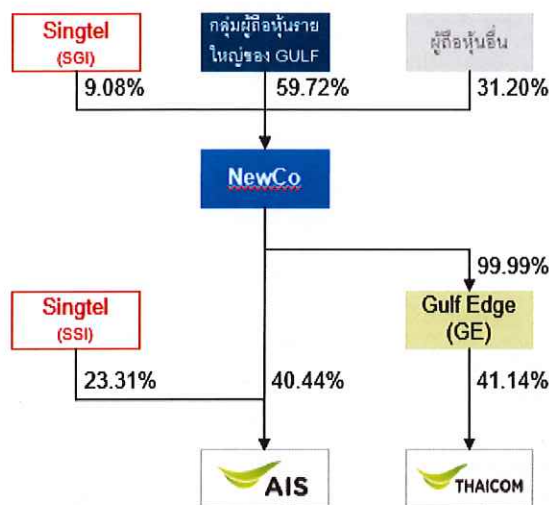 Singtel
(SGI)
กลุ่มผู้ถือหุ้นราย
ใหญ่ของ GULF
ผู้ถือหุ้นอื่น
9.08%
59.72%
31.20%
NewCo
99.99%
Singtel
(SSI)
Gulf Edge
(GE)
23.31%
40.44%
41.14%
AIS
THAICOM